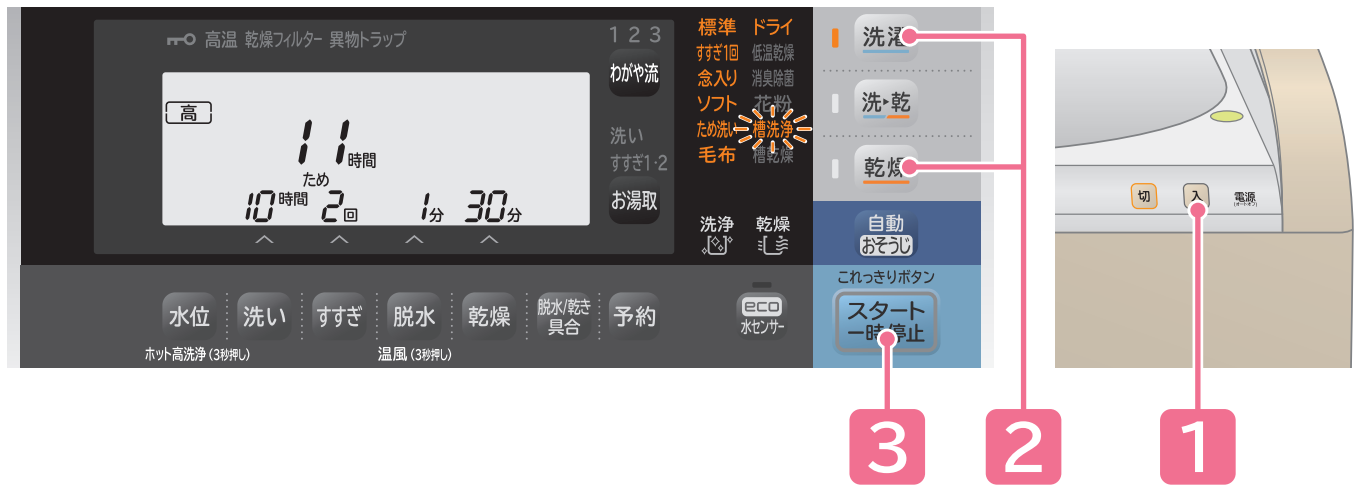 高温 乾燥フィルター 異物トラップ
1 2 3
わがや流
洗い
すすぎ1·2
お湯取
高
11時間
ため
10時間 2回 1分 30分
標準 ドライ
すすぎ1回 低温乾燥
念入り 消臭除菌
ソフト 花粉
ため洗い 槽洗浄
毛布 槽乾燥
洗浄 乾燥
洗濯
洗▸乾
乾燥
自動
おそうじ
これっきりボタン
スタート
一時停止
水位 洗い すすぎ 脱水 乾燥 脱水/乾き具合 予約
eco
水センサー
ホット高洗浄(3秒押し)
温風(3秒押し)
切 入 電源
(オートオフ)
3 2 1